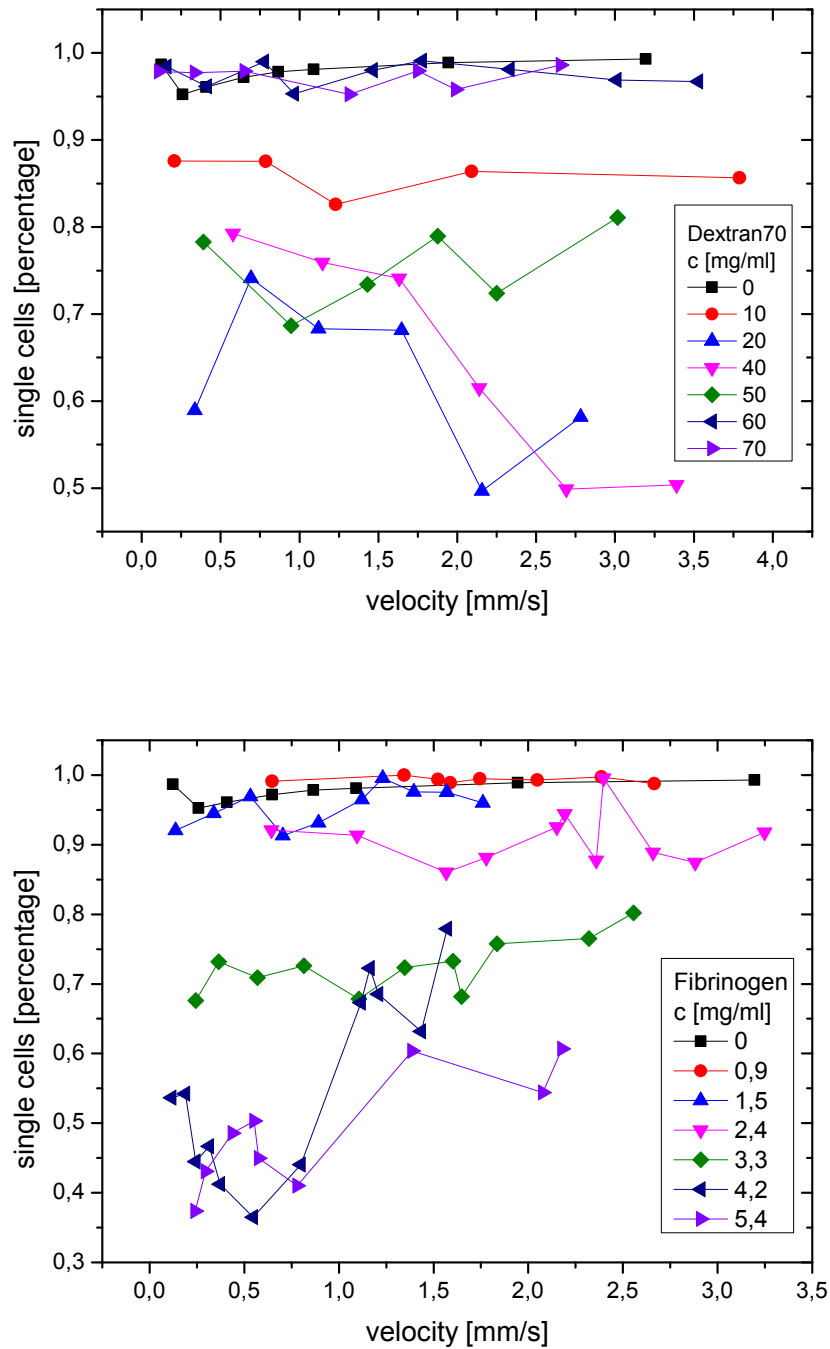 single cells [percentage]
1,0
0,9
0,8
0,7
0,6
0,5
Dextran70
c [mg/ml]
0
10
20
40
50
60
70
0,0 0,5 1,0 1,5 2,0 2,5 3,0 3,5 4,0
velocity [mm/s]
single cells [percentage]
1,0
0,9
0,8
0,7
0,6
0,5
0,4
0,3
Fibrinogen
c [mg/ml]
0
0,9
1,5
2,4
3,3
4,2
5,4
0,0 0,5 1,0 1,5 2,0 2,5 3,0 3,5
velocity [mm/s]